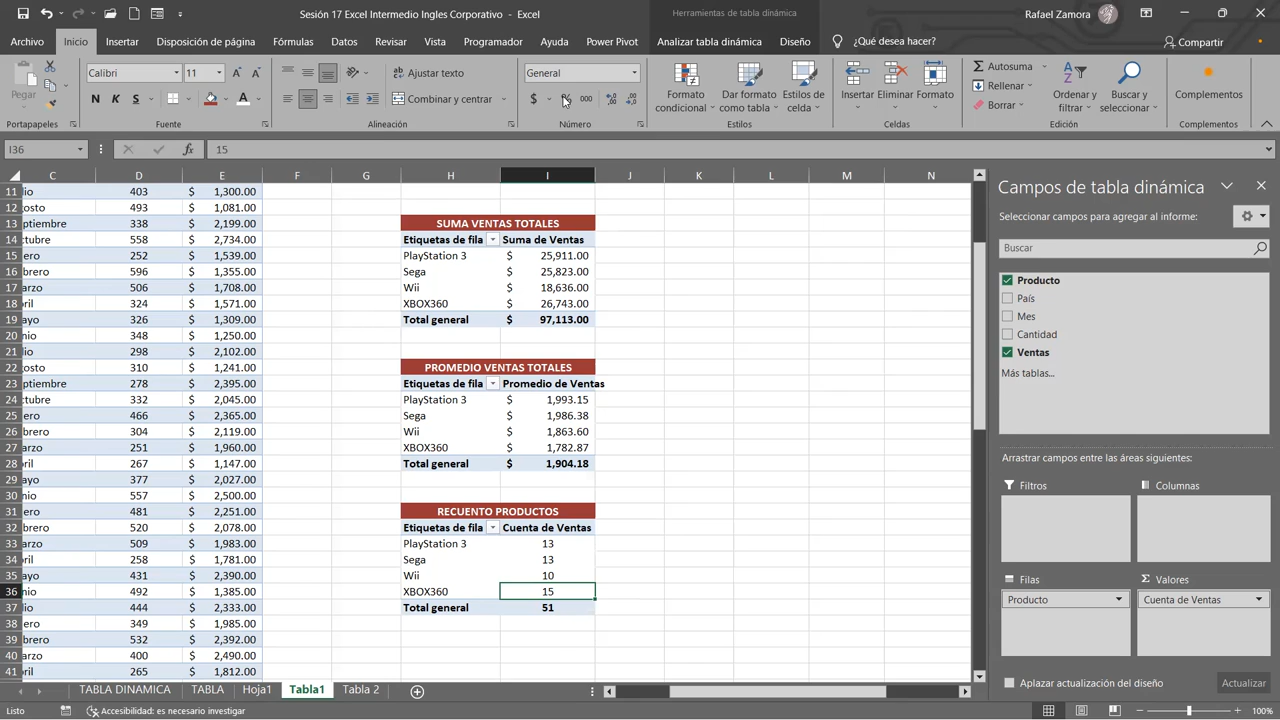 Sesión 17 Excel Intermedio Ingles Corporativo - Excel
Herramientas de tabla dinámica
Rafael Zamora
Archivo Inicio Insertar Disposición de página Fórmulas Datos Revisar Vista Programador Ayuda Power Pivot Analizar tabla dinámica Diseño ¿Qué desea hacer? Compartir
Pegar
Portapapeles
Calibri 11
N K S
Fuente
Ajustar texto
Combinar y centrar
Alineación
General
$ % 000
Número
Formato condicional
Dar formato como tabla
Estilos de celda
Estilos
Insertar Eliminar Formato
Celdas
Autosuma
Rellenar
Borrar
Ordenar y filtrar
Buscar y seleccionar
Edición
Complementos
Complementos
I36 fx 15
C D E F G H I J K L M N
11 lio 403 $ 1,300.00
12 osto 493 $ 1,081.00
13 ptiembre 338 $ 2,199.00 SUMA VENTAS TOTALES
14 ctubre 558 $ 2,734.00 Etiquetas de fila Suma de Ventas
15 ero 252 $ 1,539.00 PlayStation 3 $ 25,911.00
16 brero 596 $ 1,355.00 Sega $ 25,823.00
17 arzo 506 $ 1,708.00 Wii $ 18,636.00
18 ril 324 $ 1,571.00 XBOX360 $ 26,743.00
19 ayo 326 $ 1,309.00 Total general $ 97,113.00
20 nio 348 $ 1,250.00
21 lio 298 $ 2,102.00
22 osto 310 $ 1,241.00 PROMEDIO VENTAS TOTALES
23 ptiembre 278 $ 2,395.00 Etiquetas de fila Promedio de Ventas
24 ctubre 332 $ 2,045.00 PlayStation 3 $ 1,993.15
25 ero 466 $ 2,365.00 Sega $ 1,986.38
26 brero 304 $ 2,119.00 Wii $ 1,863.60
27 arzo 251 $ 1,960.00 XBOX360 $ 1,782.87
28 ril 267 $ 1,147.00 Total general $ 1,904.18
29 ayo 377 $ 2,027.00
30 nio 557 $ 2,500.00
31 ero 481 $ 2,251.00 RECUENTO PRODUCTOS
32 brero 520 $ 2,078.00 Etiquetas de fila Cuenta de Ventas
33 arzo 509 $ 1,983.00 PlayStation 3 13
34 ril 258 $ 1,781.00 Sega 13
35 ayo 431 $ 2,390.00 Wii 10
36 nio 492 $ 1,385.00 XBOX360 15
37 lio 444 $ 2,333.00 Total general 51
38 ero 349 $ 1,985.00
39 brero 532 $ 2,392.00
40 arzo 400 $ 2,490.00
41 ril 265 $ 1,812.00
Campos de tabla dinámica
Seleccionar campos para agregar al informe:
Buscar
Producto
País
Mes
Cantidad
Ventas
Más tablas...
Arrastrar campos entre las áreas siguientes:
Filtros Columnas
Filas Σ Valores
Producto Cuenta de Ventas
Aplazar actualización del diseño Actualizar
TABLA DINAMICA TABLA Hoja1 Tabla1 Tabla 2
Listo Accesibilidad: es necesario investigar 100%